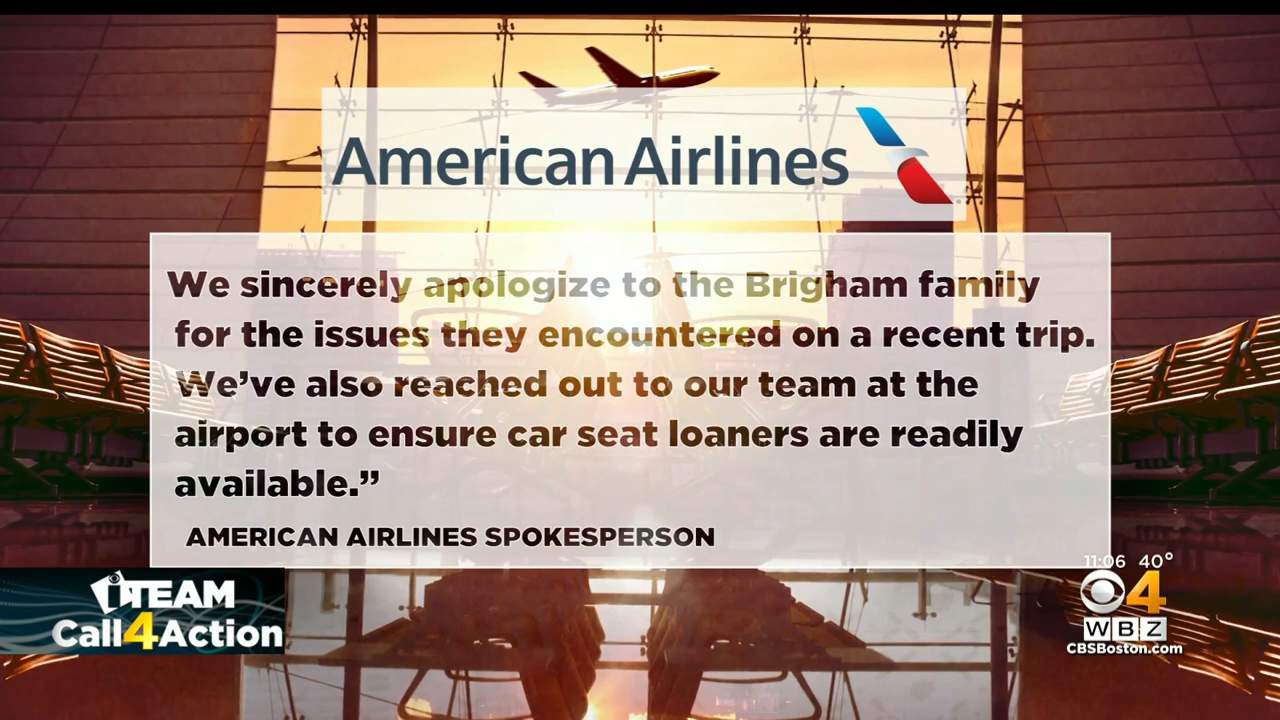 American Airlines
We sincerely apologize to the Brigham family
for the issues they encountered on a recent trip.
We've also reached out to our team at the
airport to ensure car seat loaners are readily
available.”
AMERICAN AIRLINES SPOKESPERSON
11:06 40°
4
WBZ
CBSBoston.com
iTEAM
Call4Action